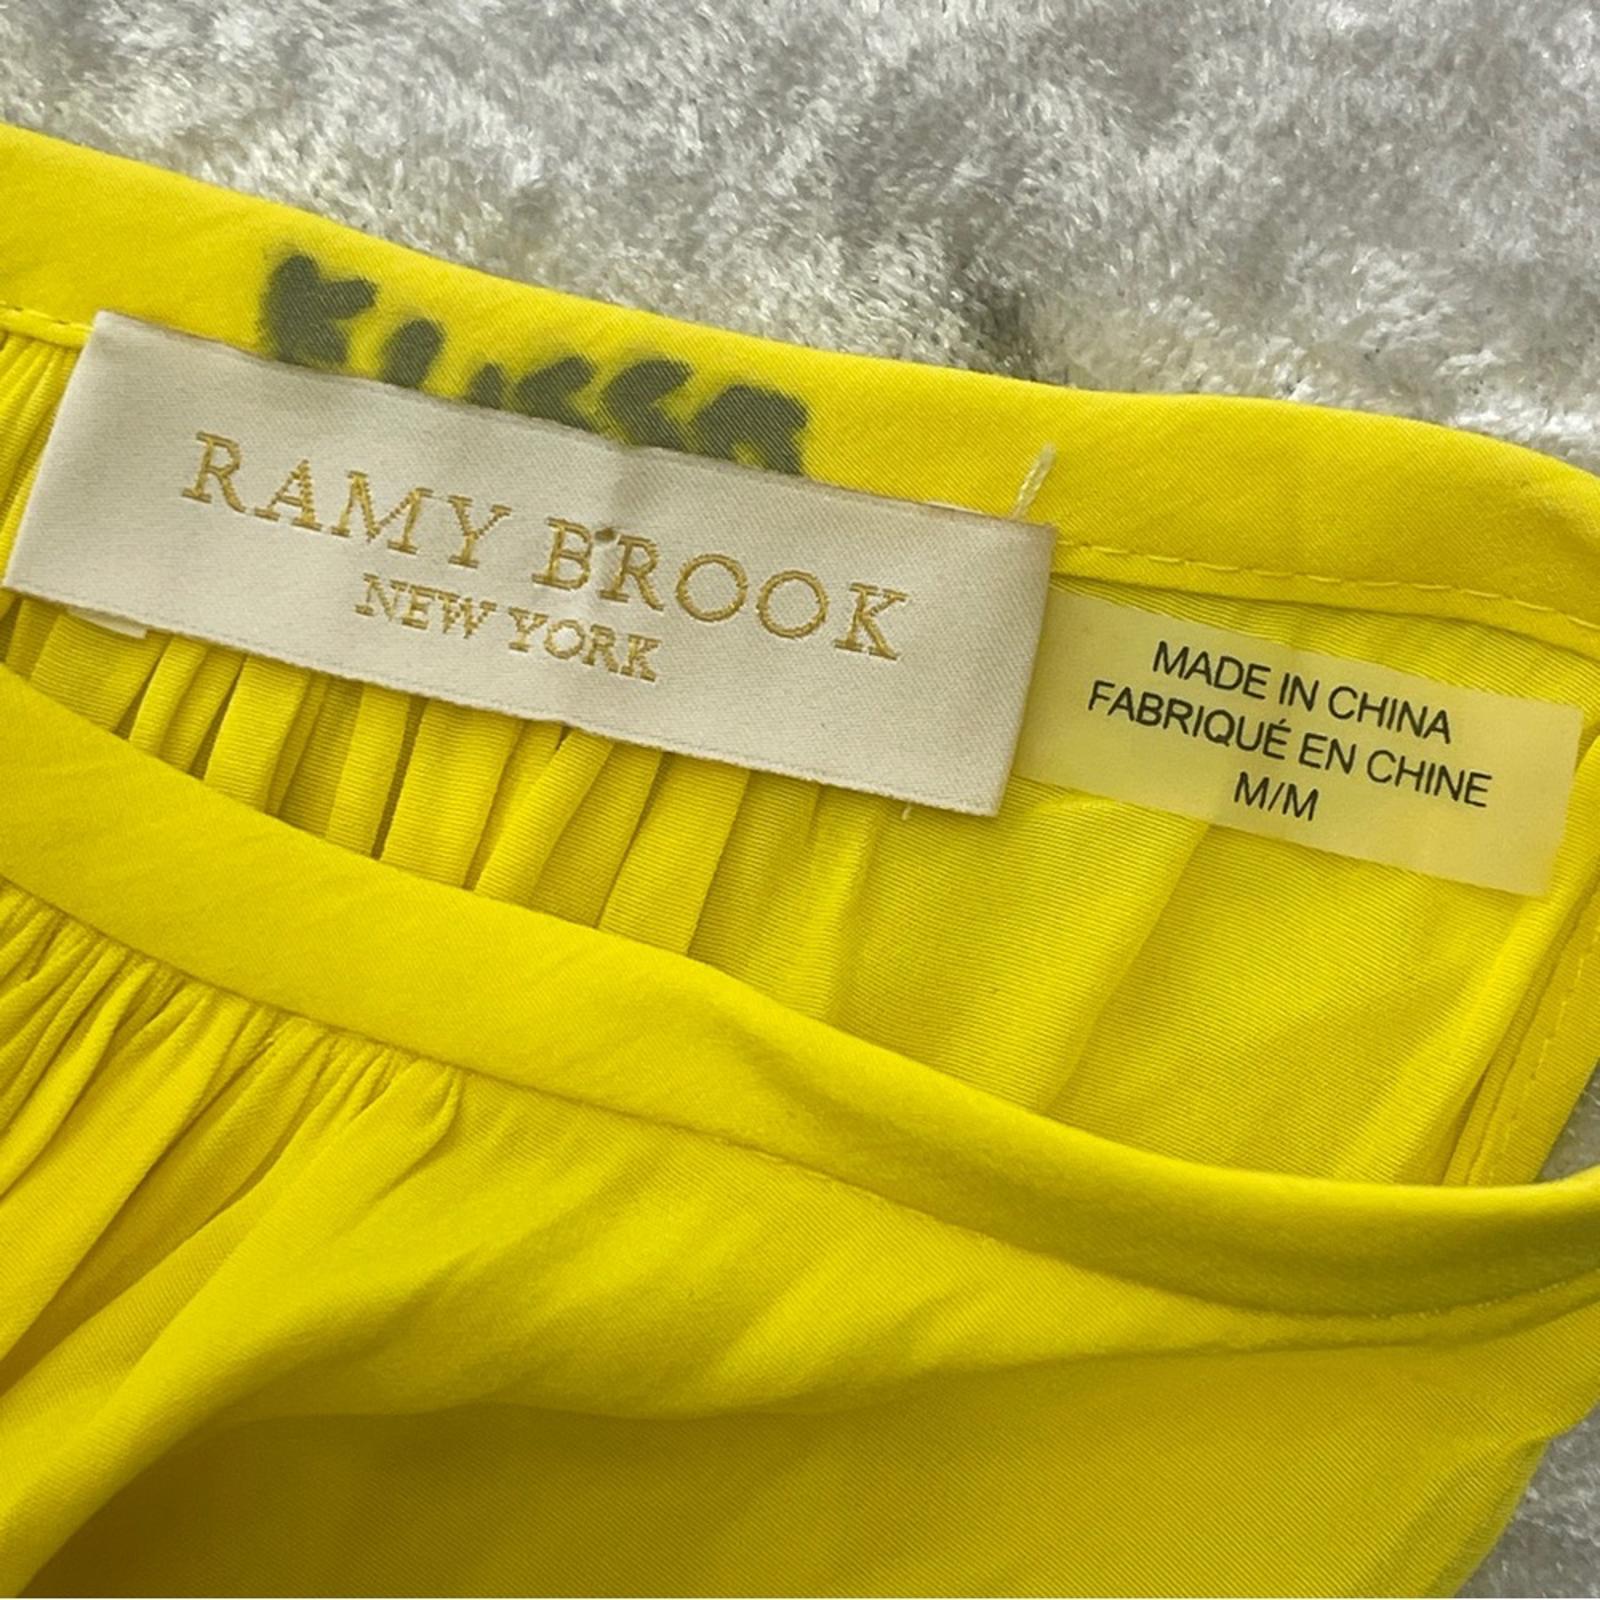 RAMY BROOK
NEW YORK
MADE IN CHINA
FABRIQUÉ EN CHINE
M/M